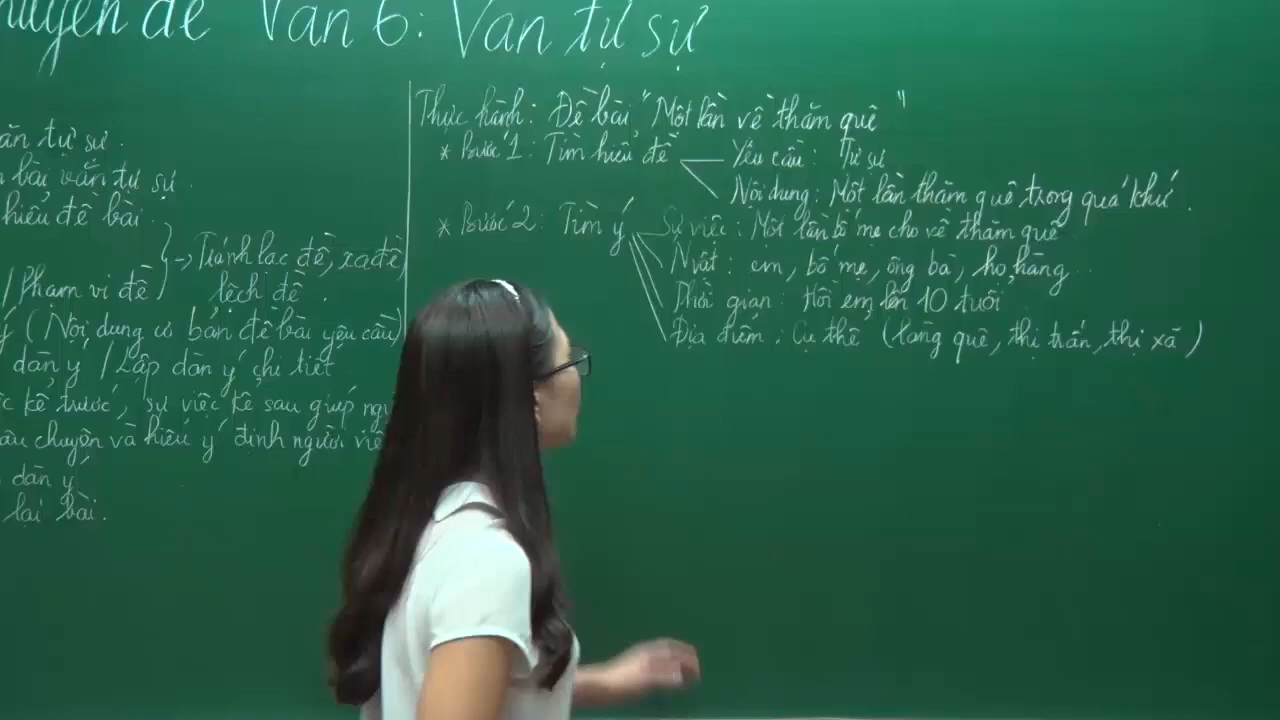 chuyên đề Văn 6: Văn tự sự
văn tự sự.
bài văn tự sự.
hiểu đề bài
/ Phạm vi đề } -> Tránh lạc đề, xa đề,
lệch đề.
ý (Nội dung cơ bản đề bài yêu cầu)
dàn ý / Lập dàn ý chi tiết
kể trước, sự việc kể sau giúp
câu chuyện và hiểu ý định người
dàn ý
lại bài.
Thực hành: Đề bài "Một lần về thăm quê"
* Bước 1: Tìm hiểu đề
Yêu cầu: Tự sự
Nội dung: Một lần thăm quê trong quá khứ.
* Bước 2: Tìm ý
Sự việc: Một lần bố mẹ cho về thăm quê
N vật: em, bố mẹ, ông bà, họ hàng...
Thời gian: Hồi em lên 10 tuổi
Địa điểm: Cụ thể (làng quê, thị trấn, thị xã)